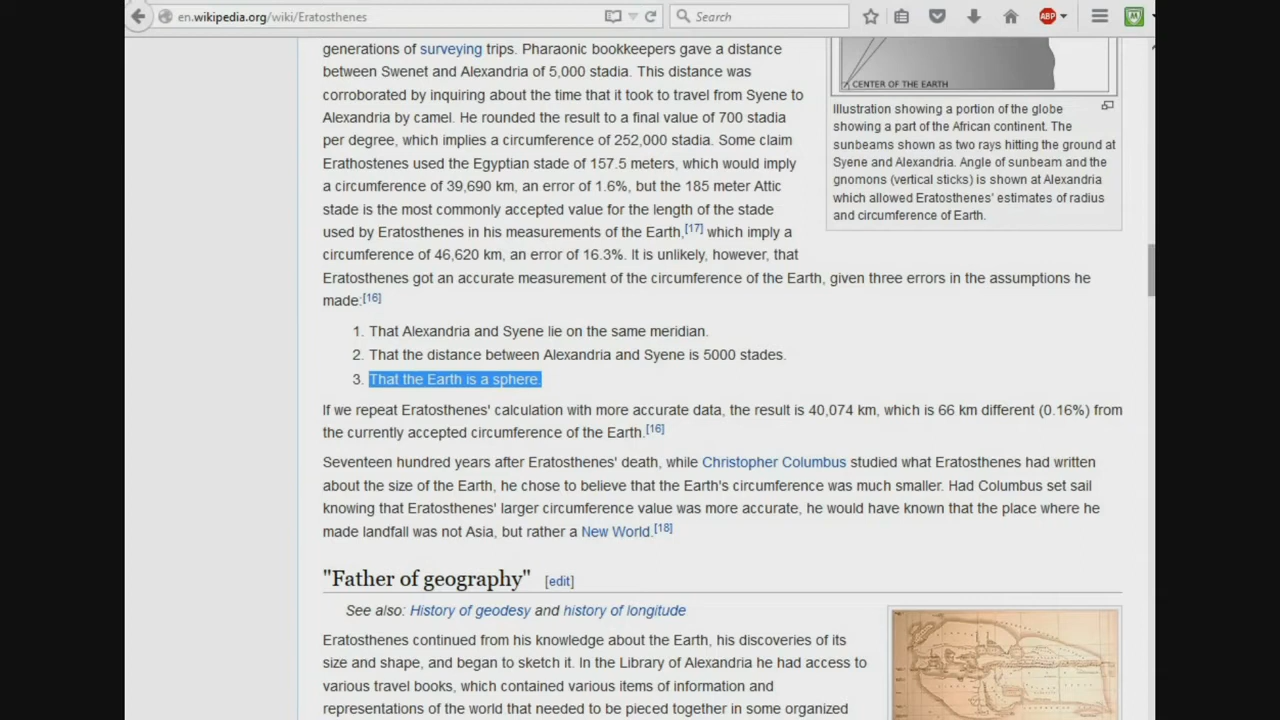 en.wikipedia.org/wiki/Eratosthenes
Search
ABP
generations of surveying trips. Pharaonic bookkeepers gave a distance
between Swenet and Alexandria of 5,000 stadia. This distance was
corroborated by inquiring about the time that it took to travel from Syene to
Alexandria by camel. He rounded the result to a final value of 700 stadia
per degree, which implies a circumference of 252,000 stadia. Some claim
Erathostenes used the Egyptian stade of 157.5 meters, which would imply
a circumference of 39,690 km, an error of 1.6%, but the 185 meter Attic
stade is the most commonly accepted value for the length of the stade
used by Eratosthenes in his measurements of the Earth,[17] which imply a
circumference of 46,620 km, an error of 16.3%. It is unlikely, however, that
Eratosthenes got an accurate measurement of the circumference of the Earth, given three errors in the assumptions he
made:[16]
CENTER OF THE EARTH
Illustration showing a portion of the globe
showing a part of the African continent. The
sunbeams shown as two rays hitting the ground at
Syene and Alexandria. Angle of sunbeam and the
gnomons (vertical sticks) is shown at Alexandria
which allowed Eratosthenes' estimates of radius
and circumference of Earth.
1. That Alexandria and Syene lie on the same meridian.
2. That the distance between Alexandria and Syene is 5000 stades.
3. That the Earth is a sphere.
If we repeat Eratosthenes' calculation with more accurate data, the result is 40,074 km, which is 66 km different (0.16%) from
the currently accepted circumference of the Earth.[16]
Seventeen hundred years after Eratosthenes' death, while Christopher Columbus studied what Eratosthenes had written
about the size of the Earth, he chose to believe that the Earth's circumference was much smaller. Had Columbus set sail
knowing that Eratosthenes' larger circumference value was more accurate, he would have known that the place where he
made landfall was not Asia, but rather a New World.[18]
"Father of geography" [edit]
See also: History of geodesy and history of longitude
Eratosthenes continued from his knowledge about the Earth, his discoveries of its
size and shape, and began to sketch it. In the Library of Alexandria he had access to
various travel books, which contained various items of information and
representations of the world that needed to be pieced together in some organized